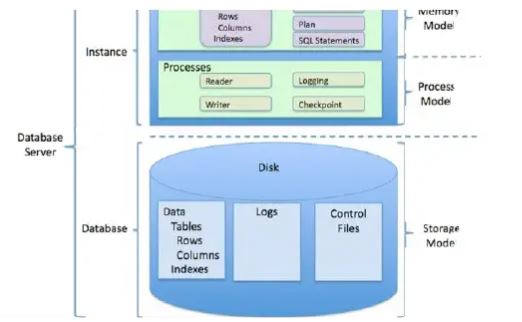 Rows
Columns
Indexes
Plan
SQL Statements
Memory
Model
Instance
Processes
Reader
Logging
Writer
Checkpoint
Process
Model
Database
Server
Disk
Database
Data
Tables
Rows
Columns
Indexes
Logs
Control
Files
Storage
Model